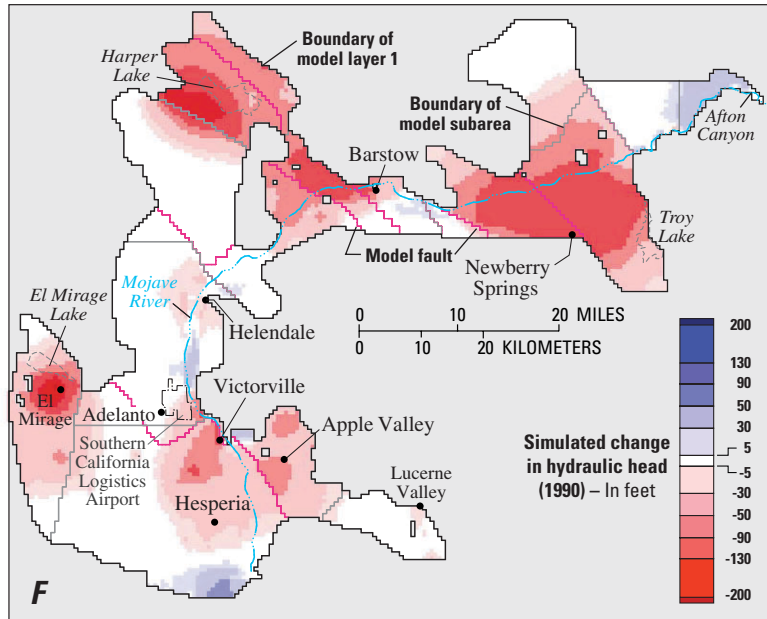 Harper
Lake
Boundary of
model layer 1
Boundary of
model subarea
Afton
Canyon
Barstow
Troy
Lake
Model fault
Newberry
Springs
El Mirage
Lake
Mojave
River
Helendale
0 10 20 MILES
0 10 20 KILOMETERS
El
Mirage
Adelanto
Victorville
Southern
California
Logistics
Airport
Apple Valley
Hesperia
Lucerne
Valley
Simulated change
in hydraulic head
(1990) – In feet
200
130
90
50
30
5
-5
-30
-50
-90
-130
-200
F